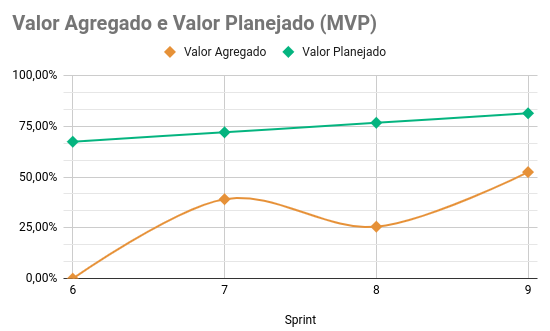 Valor Agregado e Valor Planejado (MVP)
Valor Agregado Valor Planejado
100,00%
75,00%
50,00%
25,00%
0,00%
6 7 8 9
Sprint